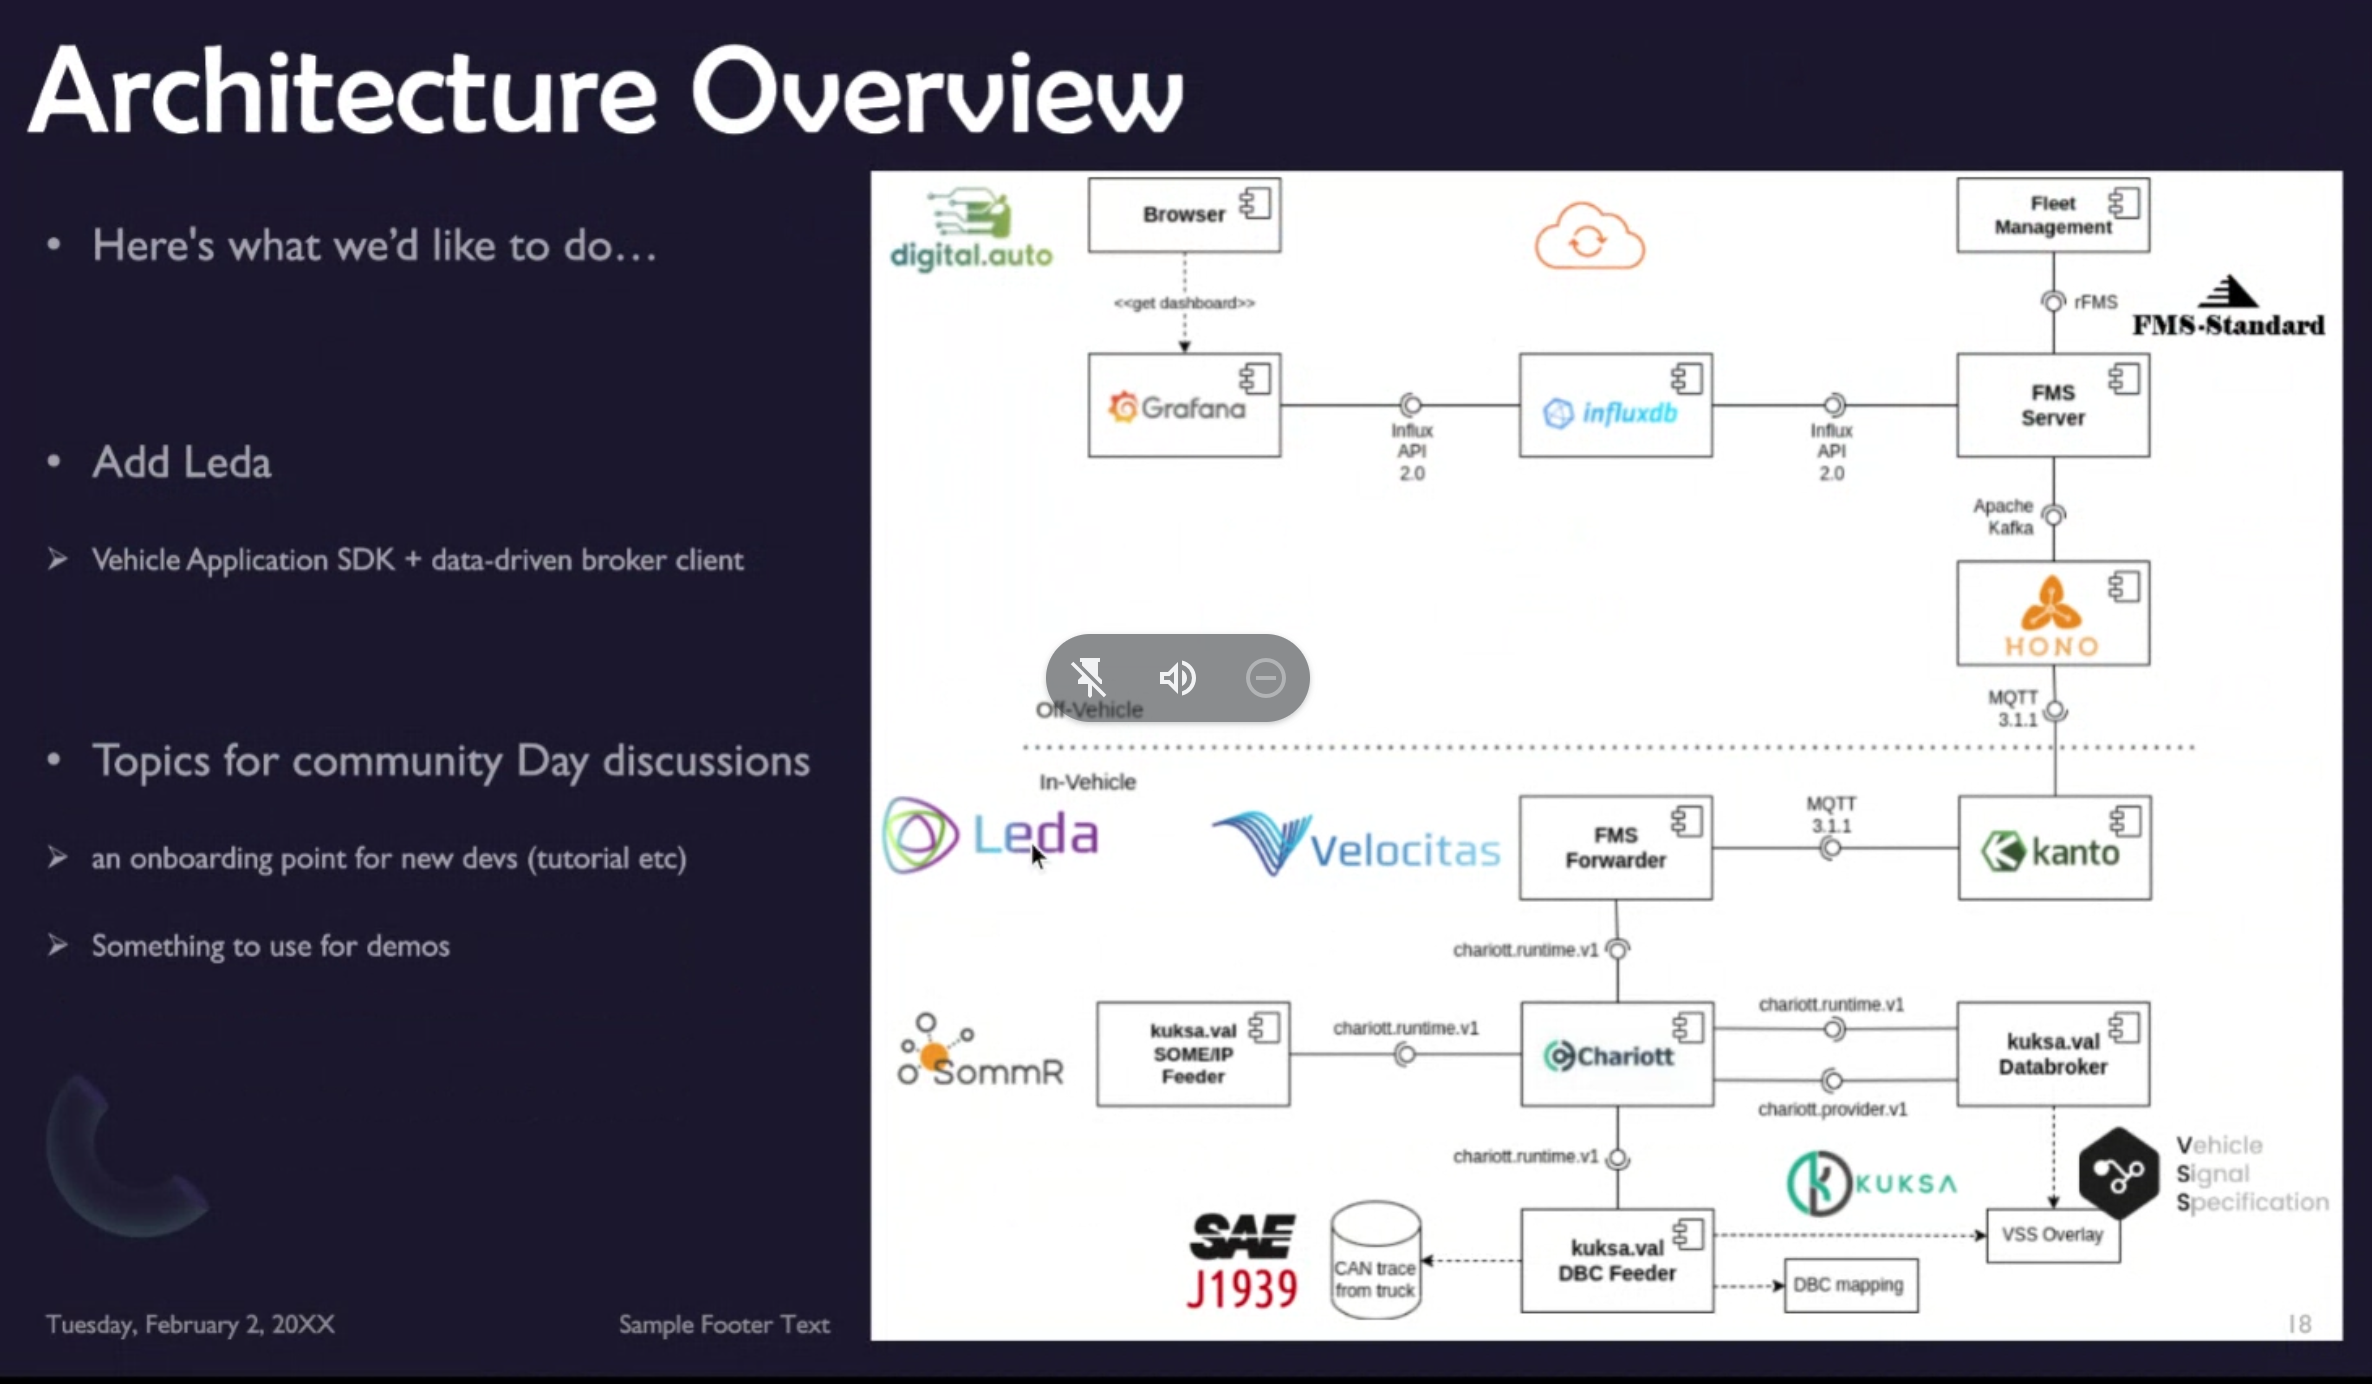 Architecture Overview
Here's what we'd like to do…
Add Leda
Vehicle Application SDK + data-driven broker client
Topics for community Day discussions
an onboarding point for new devs (tutorial etc)
Something to use for demos
Tuesday, February 2, 20XX
Sample Footer Text
digital.auto
Browser
Fleet
Management
<<get dashboard>>
rFMS
FMS-Standard
Grafana
Influx
API
2.0
influxdb
Influx
API
2.0
FMS
Server
Apache
Kafka
HONO
MQTT
3.1.1
Off-Vehicle
In-Vehicle
Leda
Velocitas
FMS
Forwarder
MQTT
3.1.1
kanto
chariott.runtime.v1
SommR
kuksa.val
SOME/IP
Feeder
chariott.runtime.v1
Chariott
chariott.runtime.v1
chariott.provider.v1
kuksa.val
Databroker
chariott.runtime.v1
KUKSA
Vehicle
Signal
Specification
SAE
J1939
CAN trace
from truck
kuksa.val
DBC Feeder
VSS Overlay
DBC mapping
18